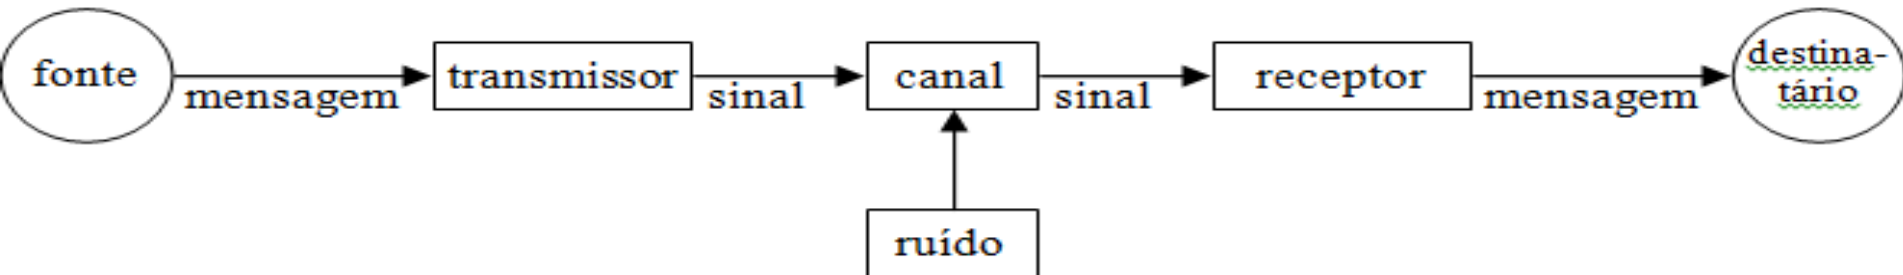 fonte
mensagem
transmissor
sinal
canal
sinal
receptor
mensagem
destina-
tário
ruído